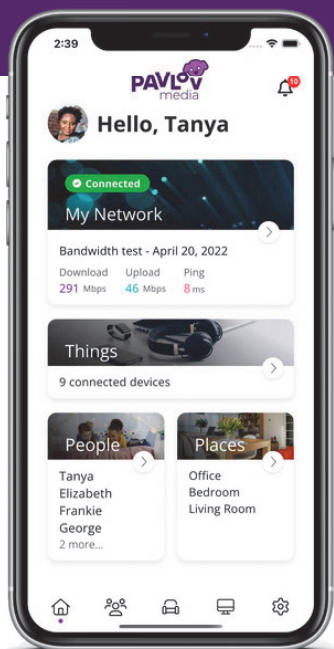 2:39
PAVLOV
media
10
Hello, Tanya
Connected
My Network
Bandwidth test - April 20, 2022
Download Upload Ping
291 Mbps 46 Mbps 8 ms
Things
9 connected devices
People
Tanya
Elizabeth
Frankie
George
2 more...
Places
Office
Bedroom
Living Room